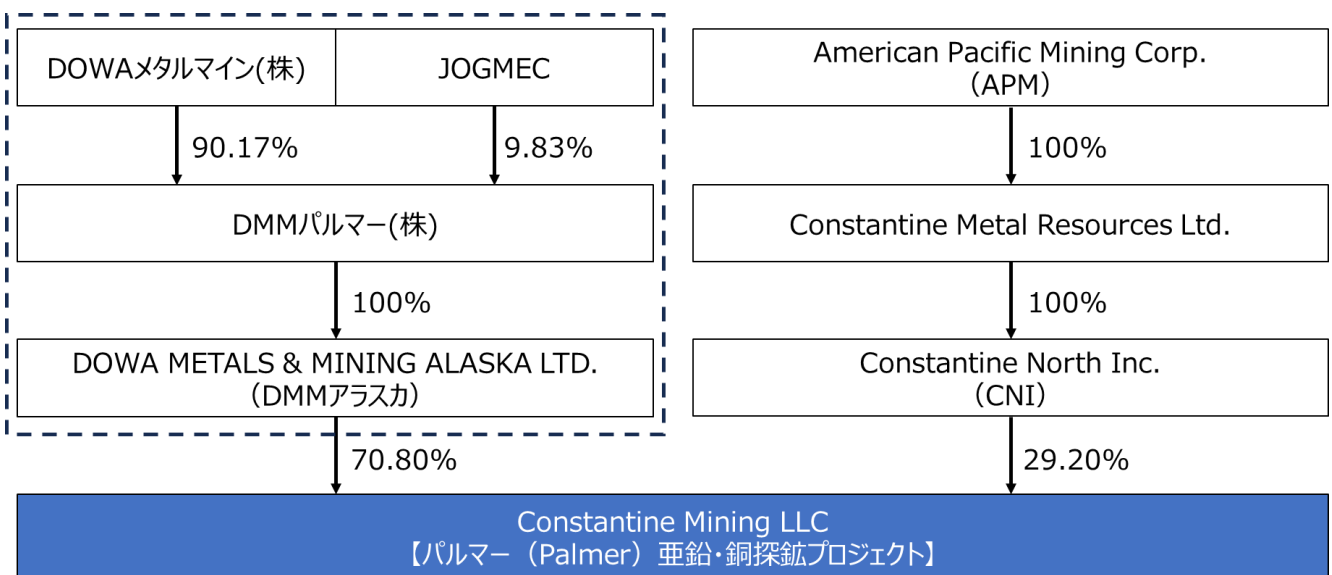 DOWAメタルマイン(株)
JOGMEC
90.17%
9.83%
DMMパルマー(株)
100%
DOWA METALS & MINING ALASKA LTD.
(DMMアラスカ)
70.80%
American Pacific Mining Corp.
(APM)
100%
Constantine Metal Resources Ltd.
100%
Constantine North Inc.
(CNI)
29.20%
Constantine Mining LLC
【パルマー（Palmer）亜鉛・銅探鉱プロジェクト】